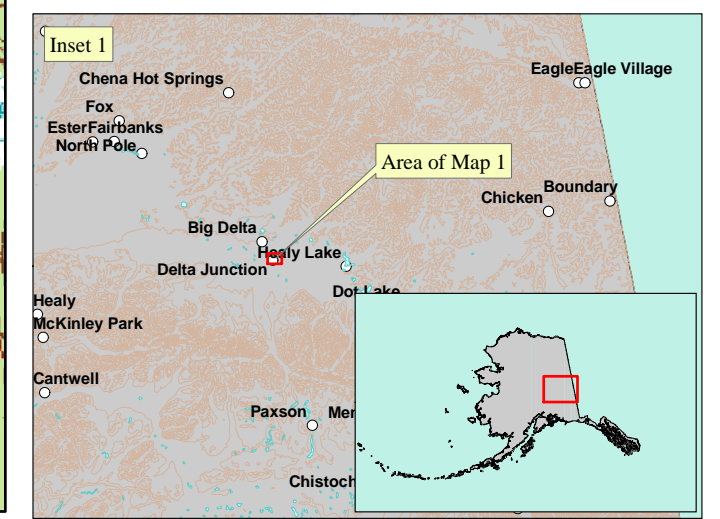 Inset 1
EagleEagle Village
Chena Hot Springs
Fox
EsterFairbanks
North Pole
Area of Map 1
Boundary
Chicken
Big Delta
Healy Lake
Delta Junction
Dot Lake
Healy
McKinley Park
Cantwell
Paxson
Men
Chistoch